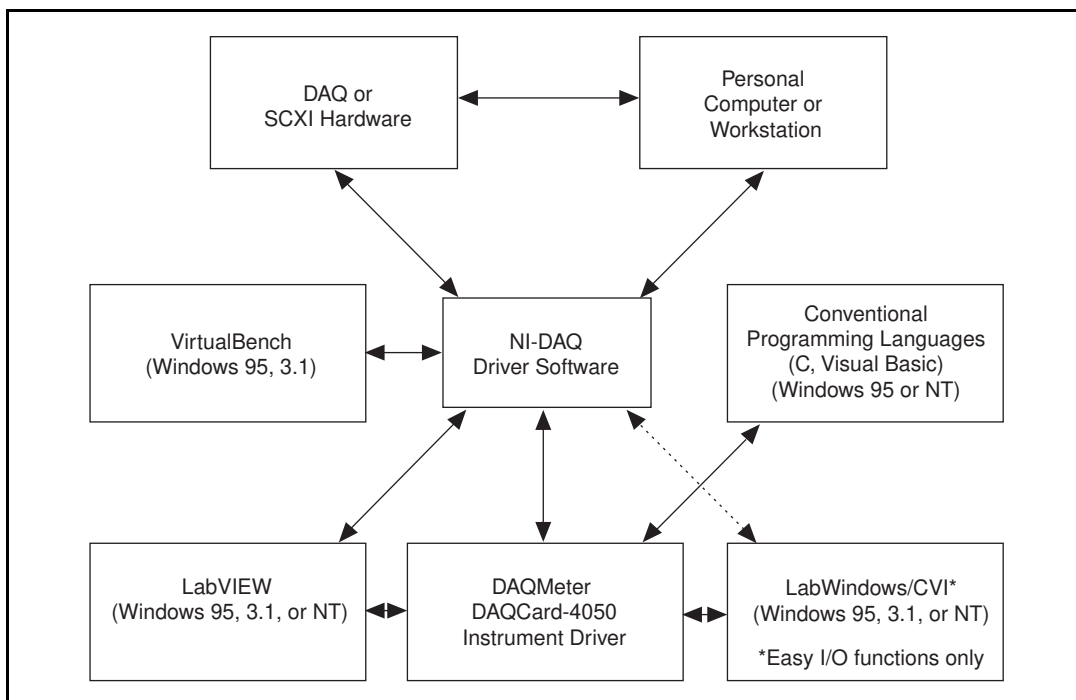 DAQ or
SCXI Hardware
Personal
Computer or
Workstation
VirtualBench
(Windows 95, 3.1)
NI-DAQ
Driver Software
Conventional
Programming Languages
(C, Visual Basic)
(Windows 95 or NT)
LabVIEW
(Windows 95, 3.1, or NT)
DAQMeter
DAQCard-4050
Instrument Driver
LabWindows/CVI*
(Windows 95, 3.1, or NT)
*Easy I/O functions only